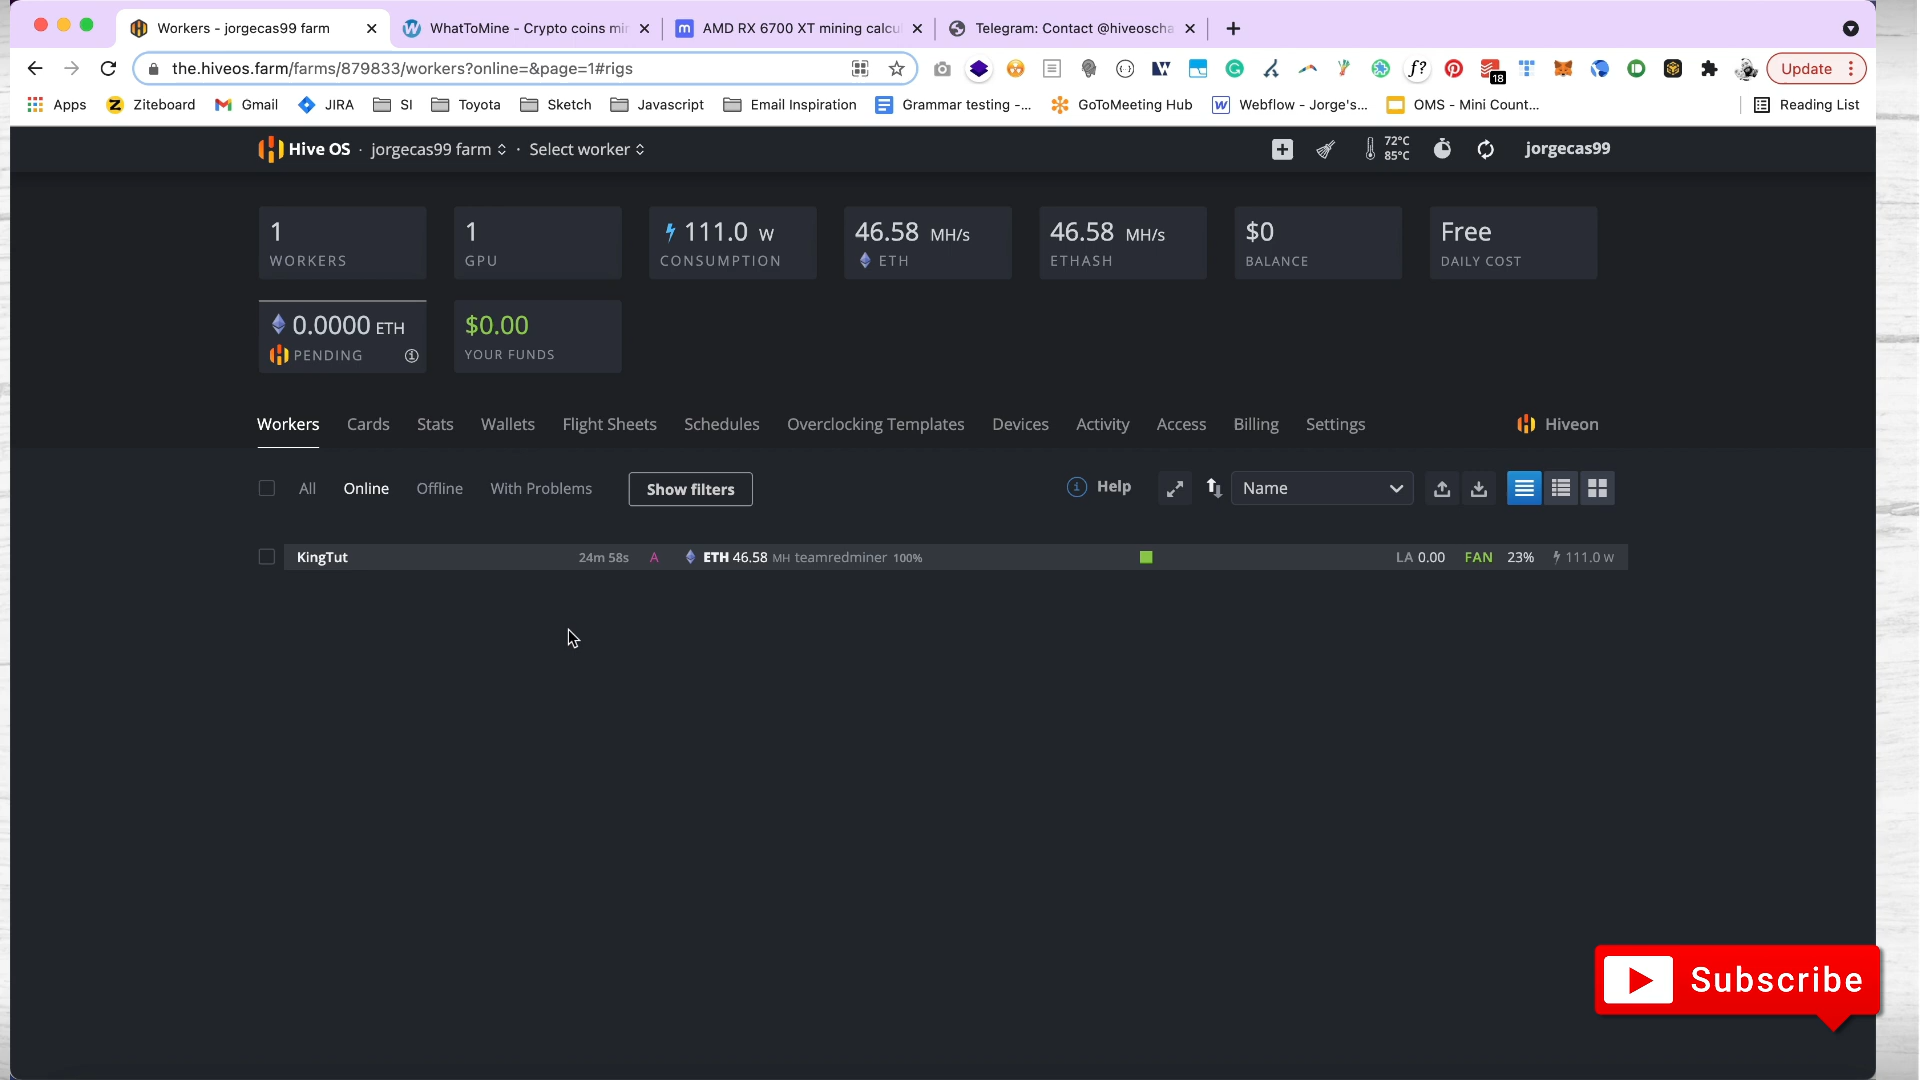 Workers - jorgecas99 farm
WhatToMine - Crypto coins mi
AMD RX 6700 XT mining calcu
Telegram: Contact @hiveoscha
the.hiveos.farm/farms/879833/workers?online=&page=1#rigs
18
Update
Apps
Ziteboard
Gmail
JIRA
SI
Toyota
Sketch
Javascript
Email Inspiration
Grammar testing -...
GoToMeeting Hub
Webflow - Jorge's...
OMS - Mini Count...
Reading List
Hive OS · jorgecas99 farm · Select worker
72°C
85°C
jorgecas99
1
WORKERS
1
GPU
111.0 W
CONSUMPTION
46.58 MH/s
ETH
46.58 MH/s
ETHASH
$0
BALANCE
Free
DAILY COST
0.0000 ETH
PENDING
$0.00
YOUR FUNDS
Workers
Cards
Stats
Wallets
Flight Sheets
Schedules
Overclocking Templates
Devices
Activity
Access
Billing
Settings
Hiveon
All
Online
Offline
With Problems
Show filters
Help
Name
KingTut 24m 58s A ETH 46.58 MH teamredminer 100% LA 0.00 FAN 23% 111.0 W
Subscribe